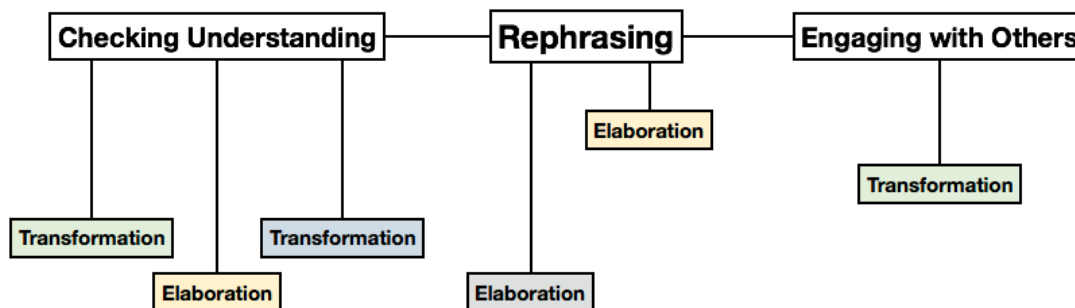 Checking Understanding
Rephrasing
Engaging with Others
Elaboration
Transformation
Transformation
Transformation
Elaboration
Elaboration